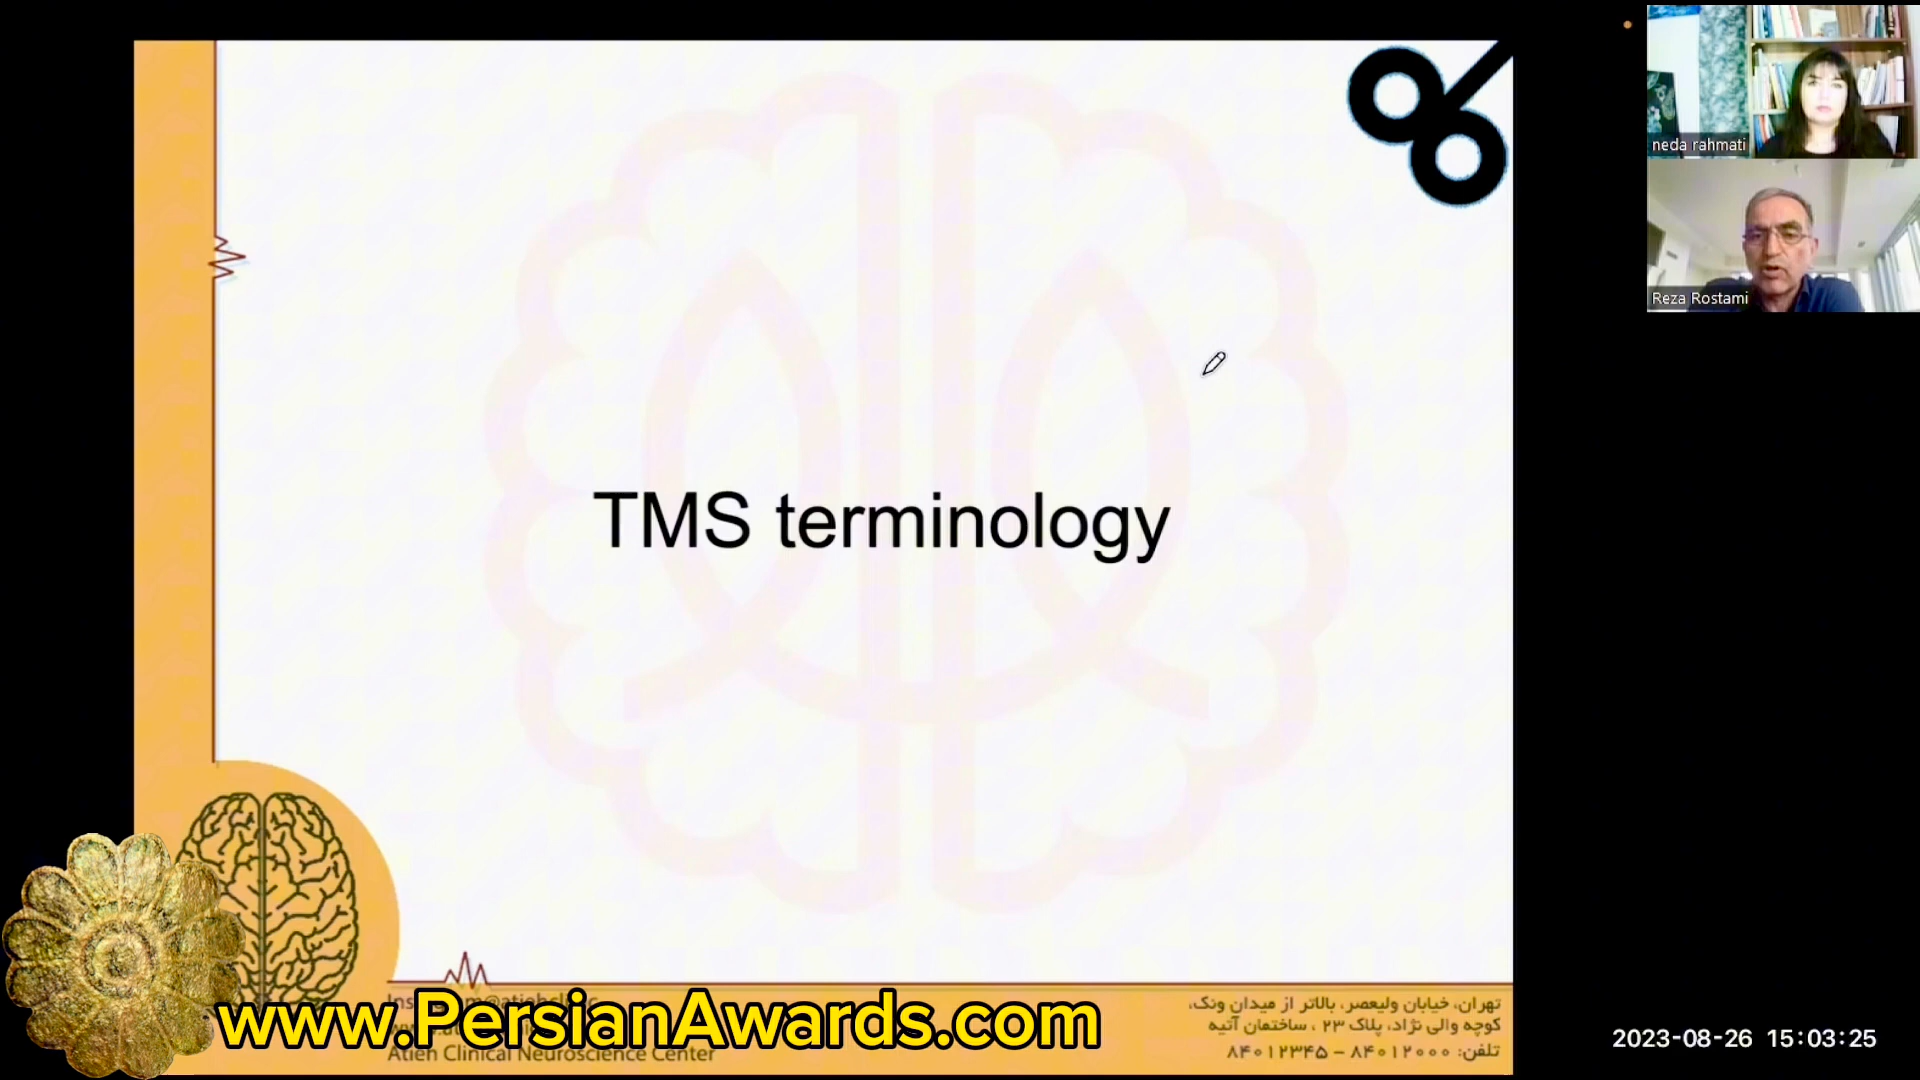 neda rahmati
Reza Rostami
TMS terminology
www.PersianAwards.com
Atieh Clinical Neuroscience Center
تهران، خیابان ولیعصر، بالاتر از میدان ونک،
کوچه والی نژاد، پلاک ۲۳ ، ساختمان آتیه
تلفن: ۸۴۰۱۲۰۰۰ – ۸۴۰۱۲۳۴۵
2023-08-26 15:03:25